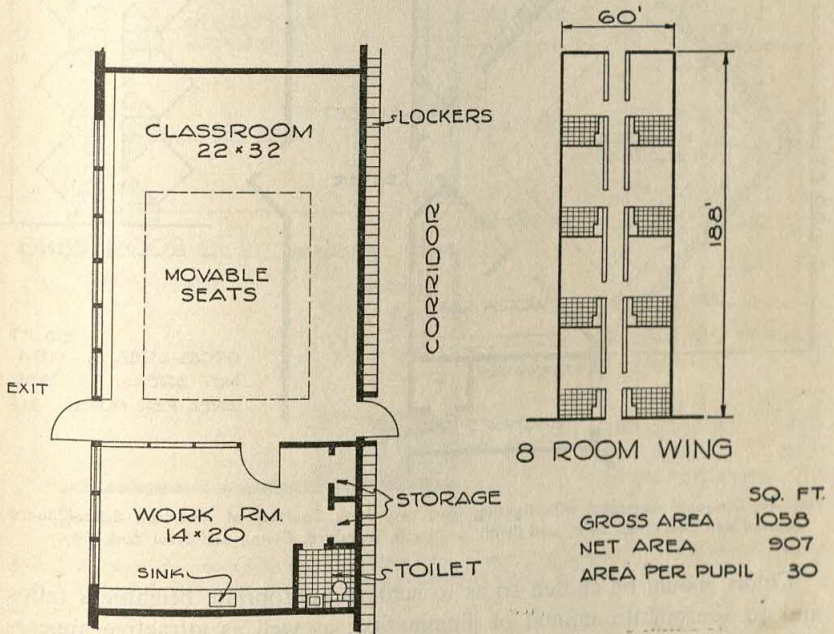 CLASSROOM
22 × 32
LOCKERS
MOVABLE
SEATS
CORRIDOR
EXIT
WORK RM.
14 × 20
STORAGE
SINK
TOILET
60'
188'
8 ROOM WING
SQ. FT.
GROSS AREA 1058
NET AREA 907
AREA PER PUPIL 30